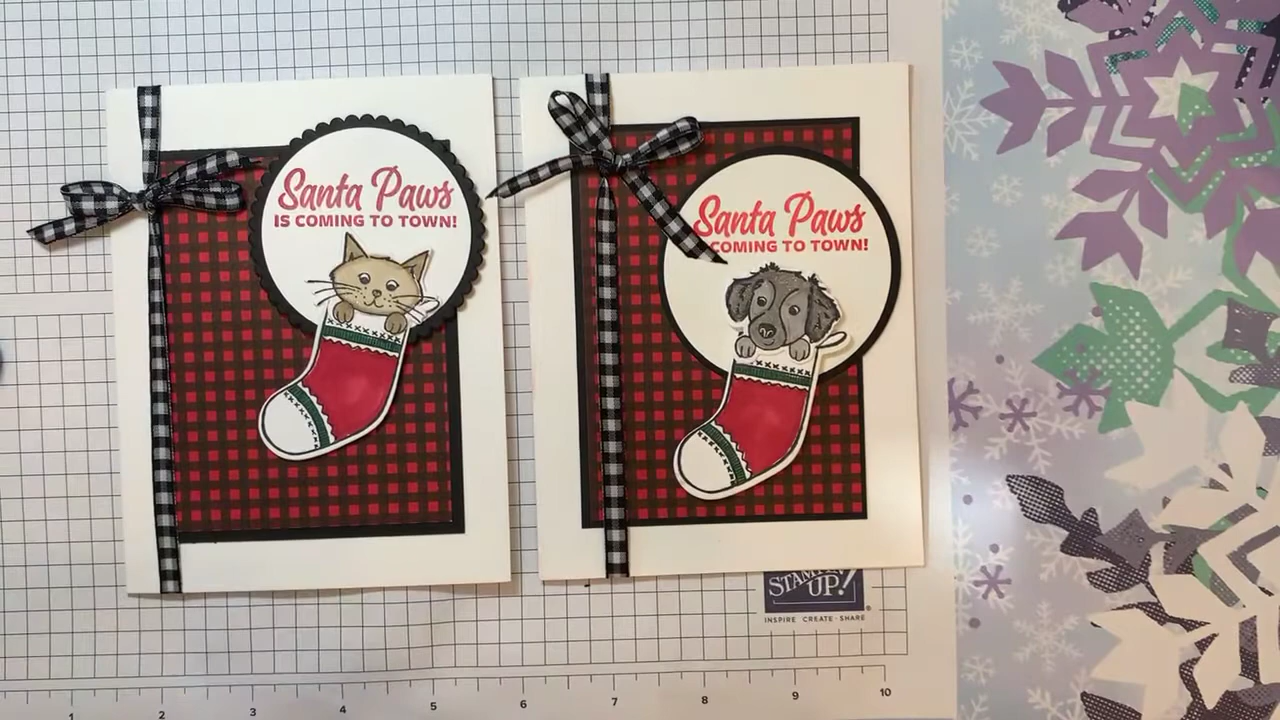 Santa Paws
IS COMING TO TOWN!
Santa Paws
COMING TO TOWN!
STAMPIN' UP!®
INSPIRE · CREATE · SHARE
1 2 3 4 5 6 7 8 9 10